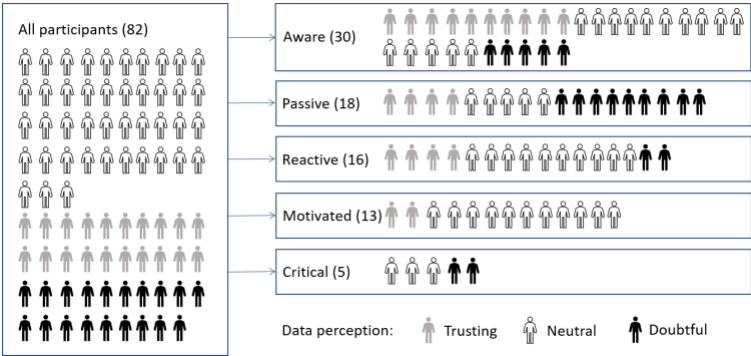 All participants (82)
Aware (30)
Passive (18)
Reactive (16)
Motivated (13)
Critical (5)
Data perception: Trusting Neutral Doubtful